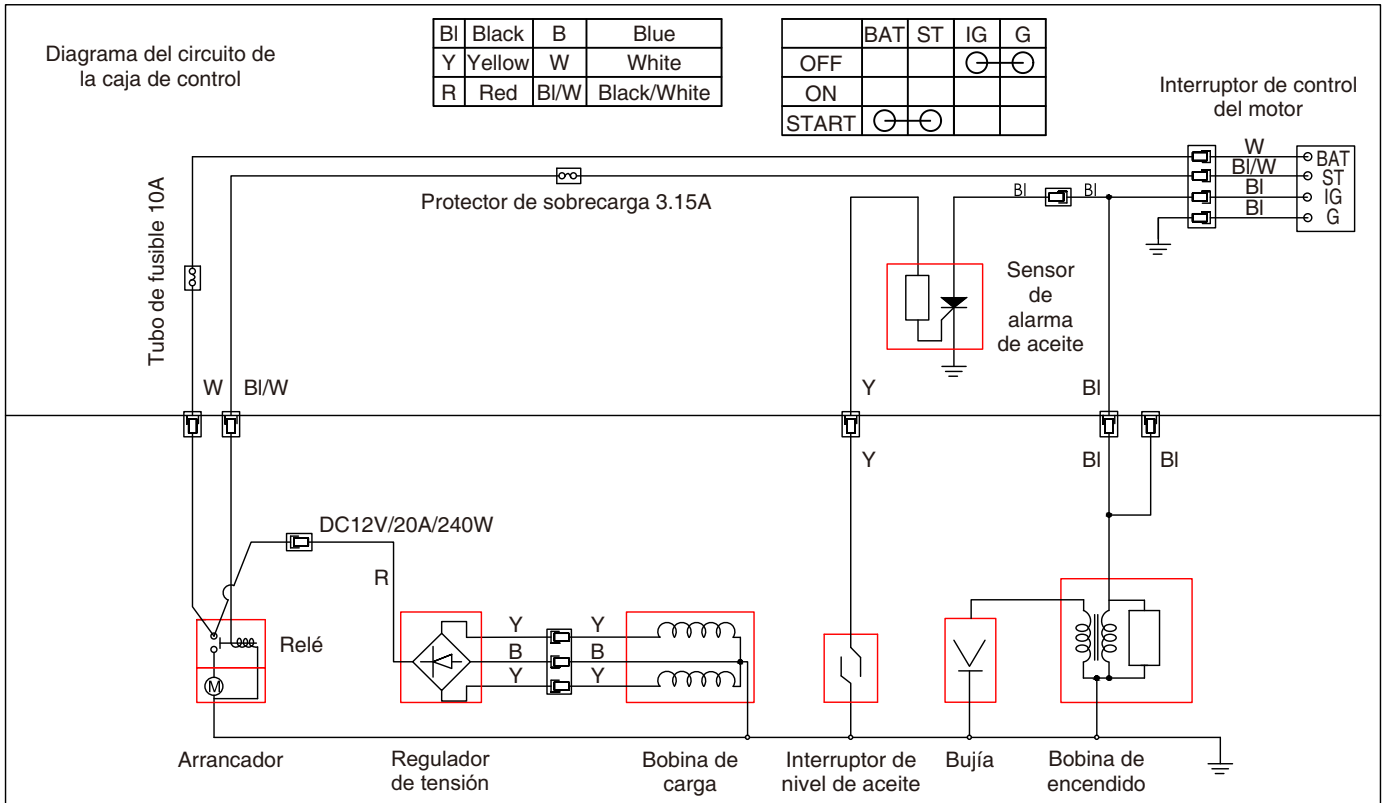 Diagrama del circuito de
la caja de control
Bl Black B Blue
Y Yellow W White
R Red Bl/W Black/White
BAT ST IG G
OFF
ON
START
Interruptor de control
del motor
W BAT
Bl/W ST
Bl IG
Bl G
Protector de sobrecarga 3.15A
Bl Bl
Tubo de fusible 10A
Sensor
de
alarma
de aceite
W Bl/W Y Bl
Y Bl Bl
DC12V/20A/240W
R
Relé
M
Y Y
B B
Y Y
Arrancador
Regulador
de tensión
Bobina de
carga
Interruptor de
nivel de aceite
Bujía
Bobina de
encendido